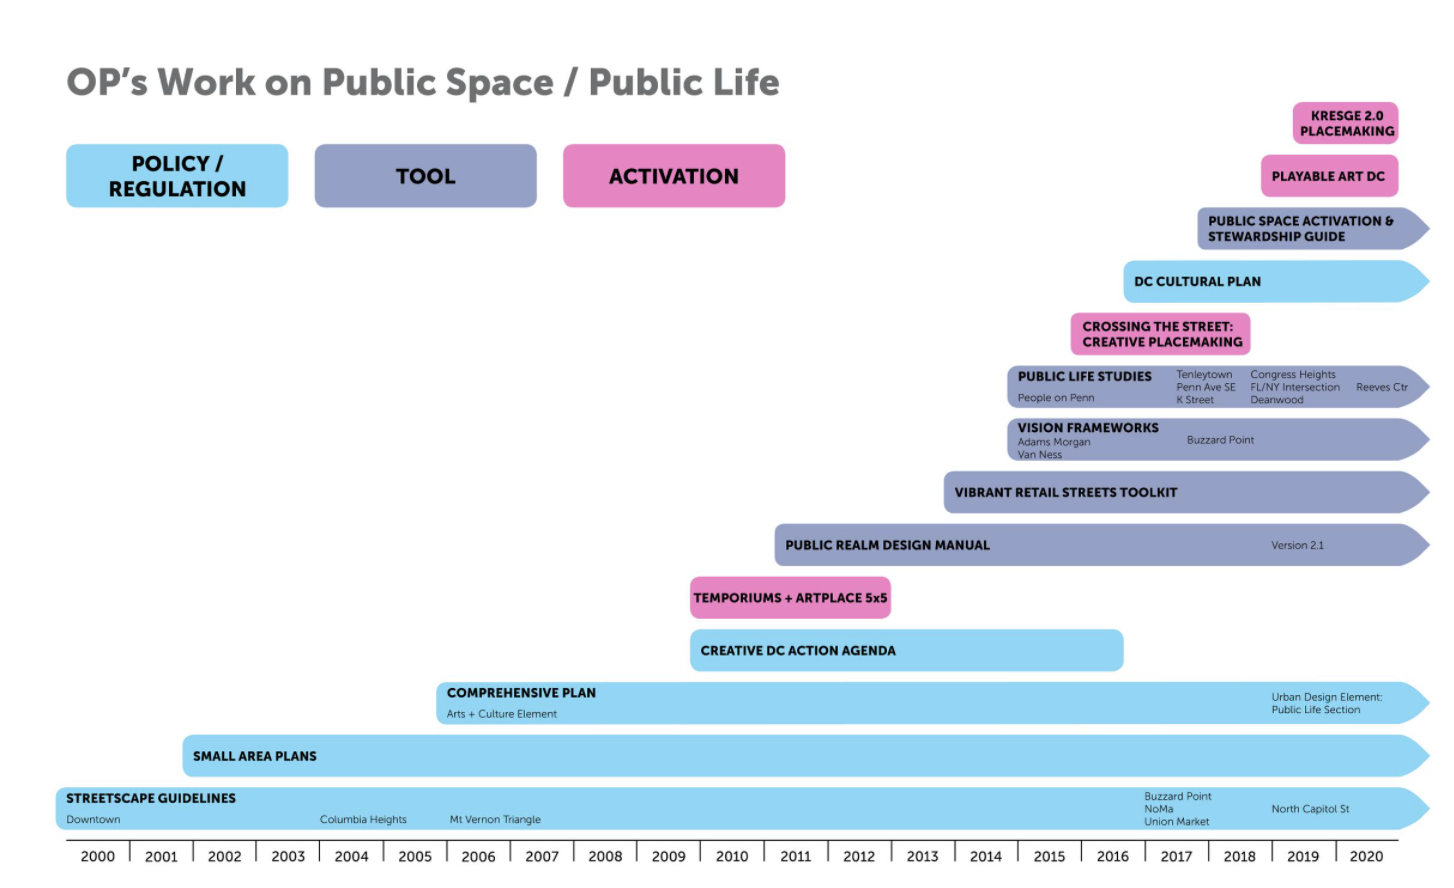 OP's Work on Public Space / Public Life
POLICY /
REGULATION
TOOL
ACTIVATION
KRESGE 2.0
PLACEMAKING
PLAYABLE ART DC
PUBLIC SPACE ACTIVATION &
STEWARDSHIP GUIDE
DC CULTURAL PLAN
CROSSING THE STREET:
CREATIVE PLACEMAKING
PUBLIC LIFE STUDIES
People on Penn
Tenleytown
Penn Ave SE
K Street
Congress Heights
FL/NY Intersection
Deanwood
Reeves Ctr
VISION FRAMEWORKS
Adams Morgan
Van Ness
Buzzard Point
VIBRANT RETAIL STREETS TOOLKIT
PUBLIC REALM DESIGN MANUAL
Version 2.1
TEMPORIUMS + ARTPLACE 5x5
CREATIVE DC ACTION AGENDA
COMPREHENSIVE PLAN
Arts + Culture Element
Urban Design Element:
Public Life Section
SMALL AREA PLANS
STREETSCAPE GUIDELINES
Downtown
Columbia Heights
Mt Vernon Triangle
Buzzard Point
NoMa
Union Market
North Capitol St
2000 2001 2002 2003 2004 2005 2006 2007 2008 2009 2010 2011 2012 2013 2014 2015 2016 2017 2018 2019 2020